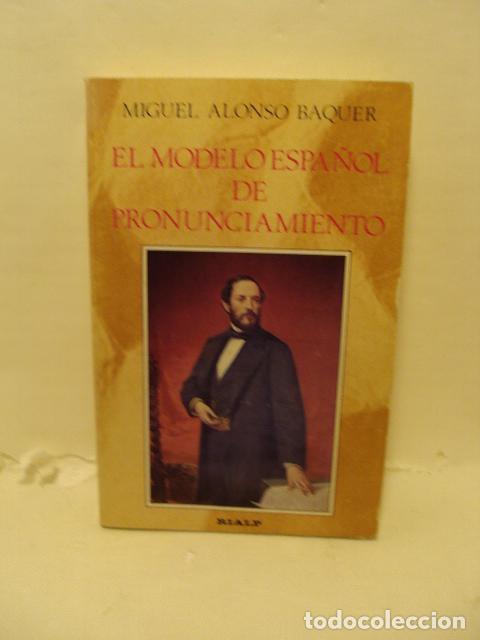 MIGUEL ALONSO BAQUER
EL MODELO ESPAÑOL
DE
PRONUNCIAMIENTO
RIALP
todocoleccion